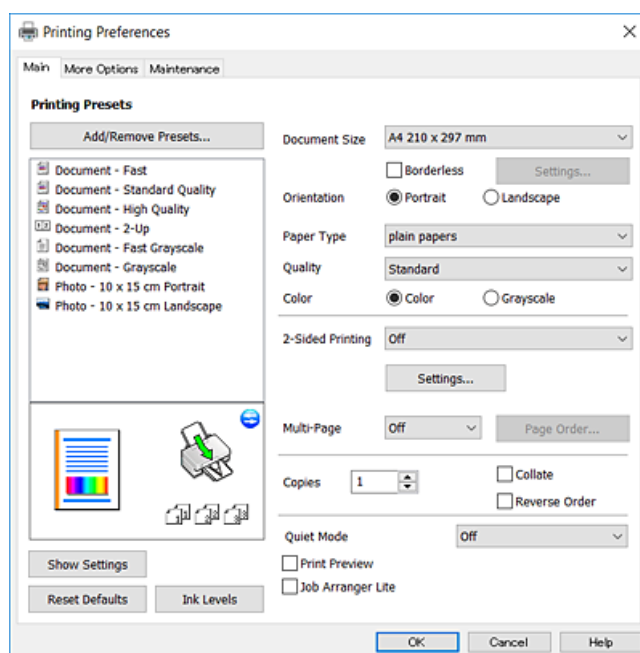 Printing Preferences
Main More Options Maintenance
Printing Presets
Add/Remove Presets...
Document - Fast
Document - Standard Quality
Document - High Quality
Document - 2-Up
Document - Fast Grayscale
Document - Grayscale
Photo - 10 x 15 cm Portrait
Photo - 10 x 15 cm Landscape
Show Settings
Reset Defaults Ink Levels
Document Size A4 210 x 297 mm
Borderless Settings...
Orientation Portrait Landscape
Paper Type plain papers
Quality Standard
Color Color Grayscale
2-Sided Printing Off
Settings...
Multi-Page Off Page Order...
Copies 1 Collate
Reverse Order
Quiet Mode Off
Print Preview
Job Arranger Lite
OK Cancel Help